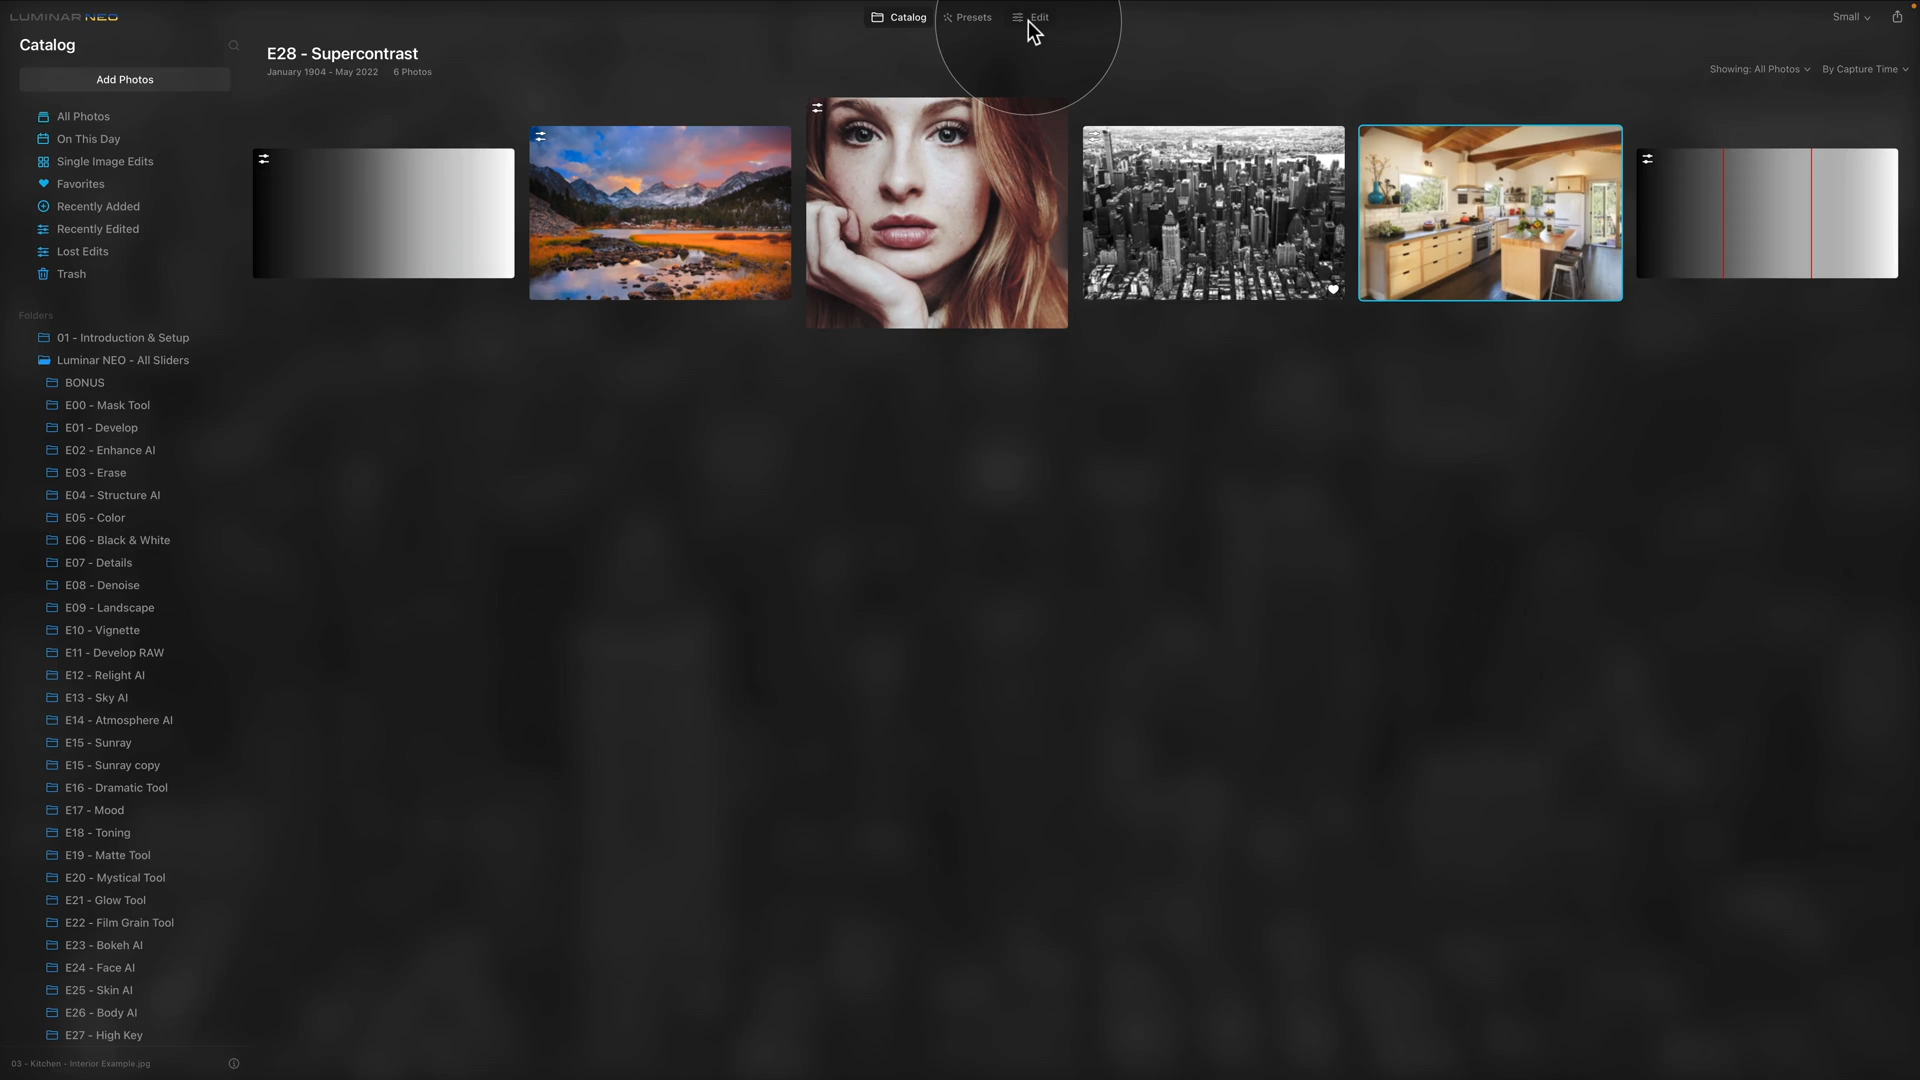 LUMINAR NEO
Catalog
Presets
Edit
Small
Catalog
Add Photos
E28 - Supercontrast
January 1904 - May 2022 6 Photos
Showing: All Photos
By Capture Time
All Photos
On This Day
Single Image Edits
Favorites
Recently Added
Recently Edited
Lost Edits
Trash
Folders
01 - Introduction & Setup
Luminar NEO - All Sliders
BONUS
E00 - Mask Tool
E01 - Develop
E02 - Enhance AI
E03 - Erase
E04 - Structure AI
E05 - Color
E06 - Black & White
E07 - Details
E08 - Denoise
E09 - Landscape
E10 - Vignette
E11 - Develop RAW
E12 - Relight AI
E13 - Sky AI
E14 - Atmosphere AI
E15 - Sunray
E15 - Sunray copy
E16 - Dramatic Tool
E17 - Mood
E18 - Toning
E19 - Matte Tool
E20 - Mystical Tool
E21 - Glow Tool
E22 - Film Grain Tool
E23 - Bokeh AI
E24 - Face AI
E25 - Skin AI
E26 - Body AI
E27 - High Key
03 - Kitchen - Interior Example.jpg